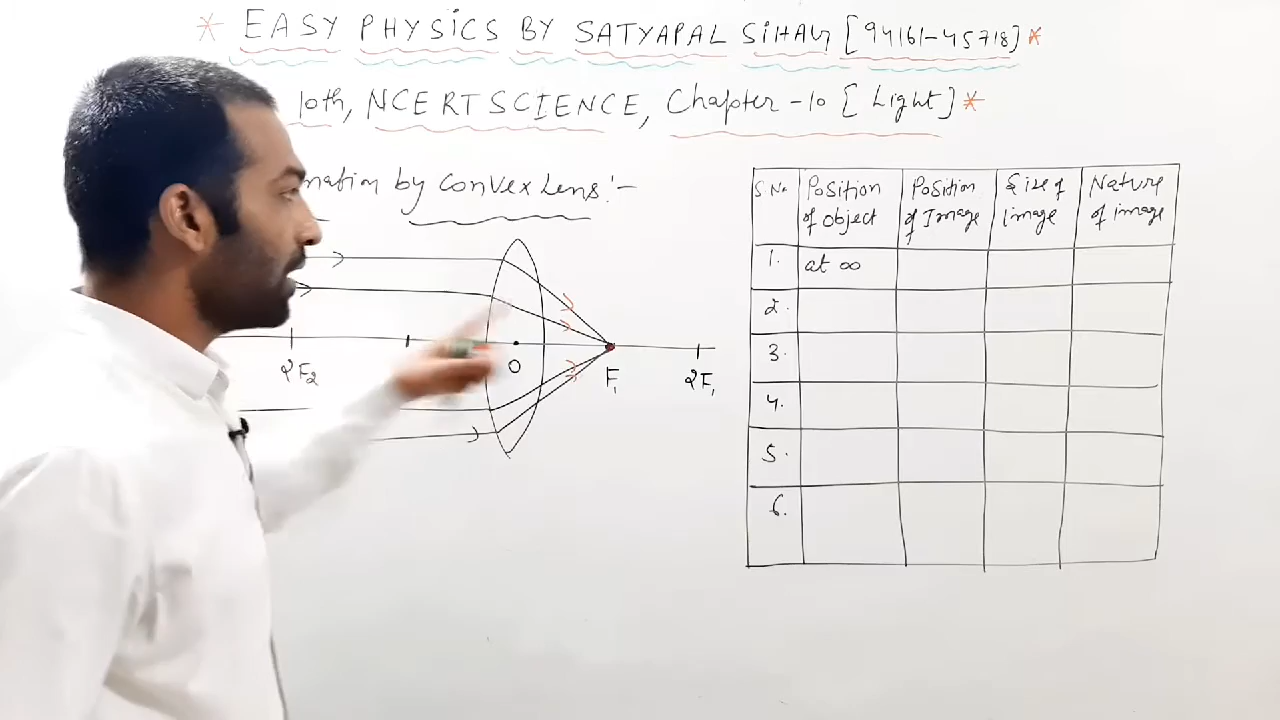 * EASY PHYSICS BY SATYAPAL SIHAG [94161-45718] *
10th, NCERT SCIENCE, Chapter - 10 [Light] *
mation by Convex Lens :-
2F2
O
F1
2F1
S.No Position of Object Position of Image Size of Image Nature of image
1. at ∞
2.
3.
4.
5.
6.